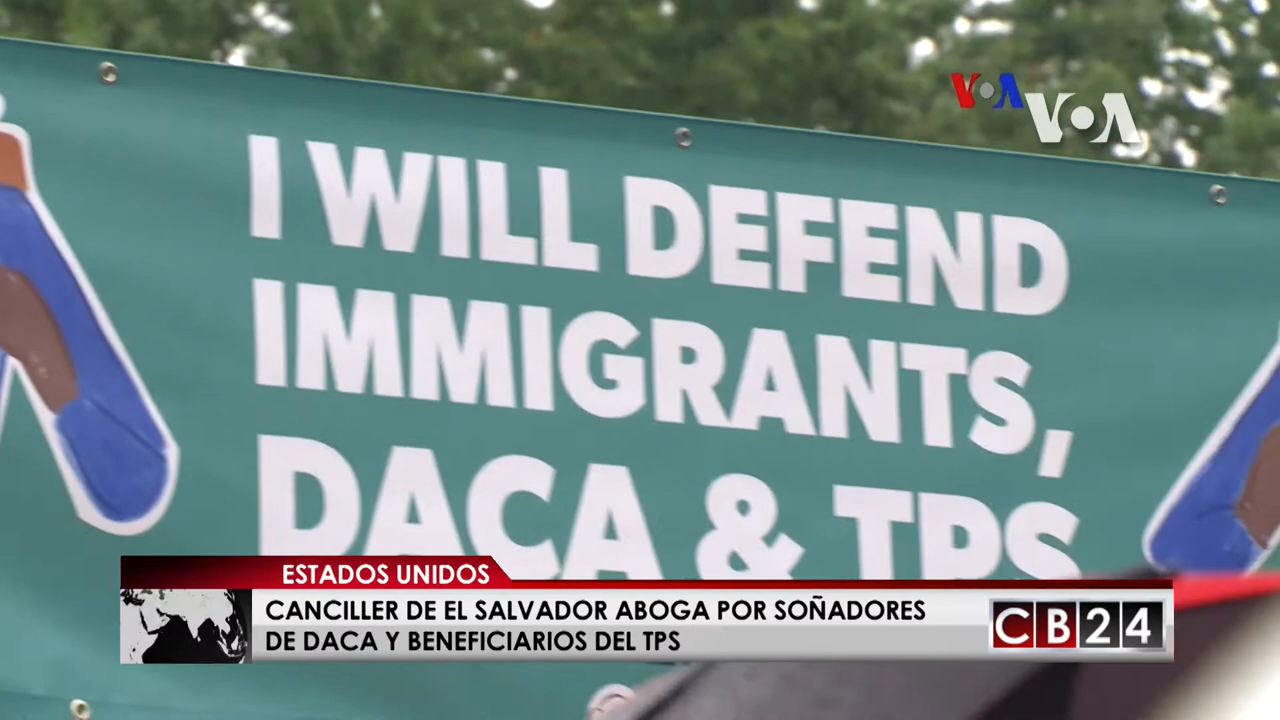 VOA VOA
I WILL DEFEND
IMMIGRANTS,
DACA & TPS
ESTADOS UNIDOS
CANCILLER DE EL SALVADOR ABOGA POR SOÑADORES
DE DACA Y BENEFICIARIOS DEL TPS
CB24